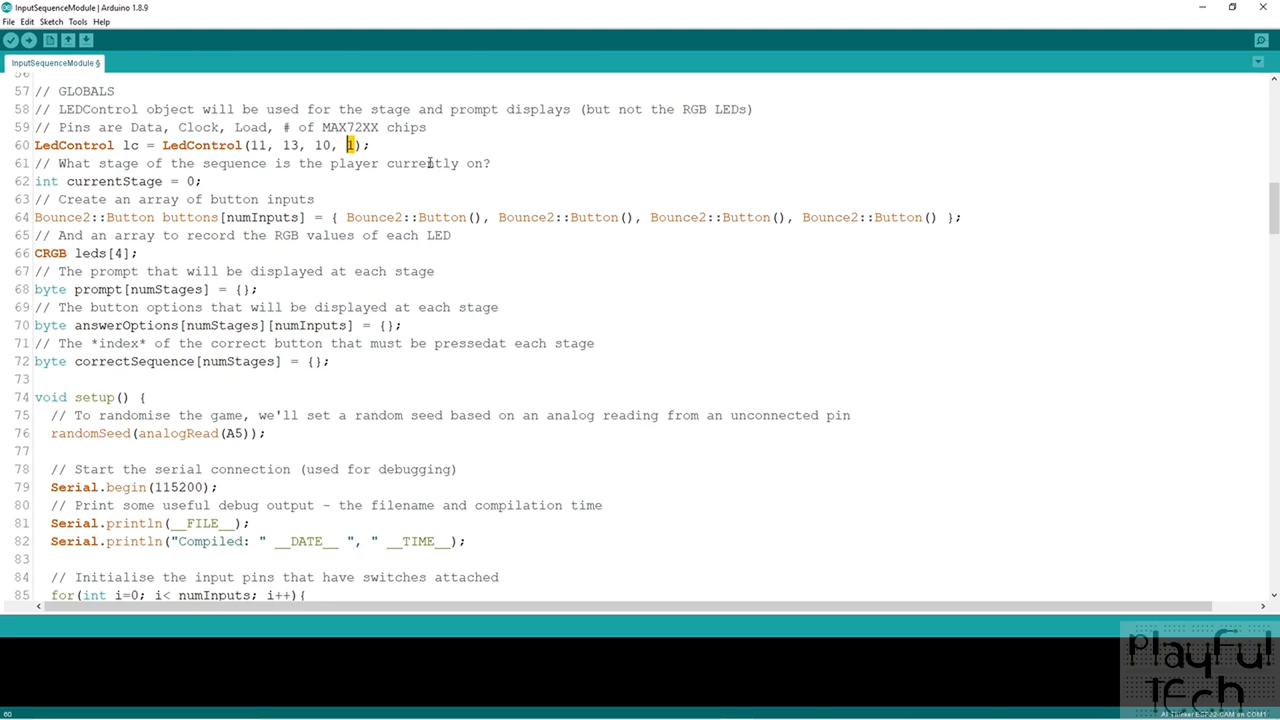 InputSequenceModule | Arduino 1.8.9
File Edit Sketch Tools Help
InputSequenceModule §
56
57 // GLOBALS
58 // LEDControl object will be used for the stage and prompt displays (but not the RGB LEDs)
59 // Pins are Data, Clock, Load, # of MAX72XX chips
60 LedControl lc = LedControl(11, 13, 10, 1);
61 // What stage of the sequence is the player currently on?
62 int currentStage = 0;
63 // Create an array of button inputs
64 Bounce2::Button buttons[numInputs] = { Bounce2::Button(), Bounce2::Button(), Bounce2::Button(), Bounce2::Button() };
65 // And an array to record the RGB values of each LED
66 CRGB leds[4];
67 // The prompt that will be displayed at each stage
68 byte prompt[numStages] = {};
69 // The button options that will be displayed at each stage
70 byte answerOptions[numStages][numInputs] = {};
71 // The *index* of the correct button that must be pressedat each stage
72 byte correctSequence[numStages] = {};
73
74 void setup() {
75 // To randomise the game, we'll set a random seed based on an analog reading from an unconnected pin
76 randomSeed(analogRead(A5));
77
78 // Start the serial connection (used for debugging)
79 Serial.begin(115200);
80 // Print some useful debug output - the filename and compilation time
81 Serial.println(__FILE__);
82 Serial.println("Compiled: " __DATE__ ", " __TIME__);
83
84 // Initialise the input pins that have switches attached
85 for(int i=0; i< numInputs; i++){
PlayFul
tEch
60
AI Thinker ESP32-CAM on COM1